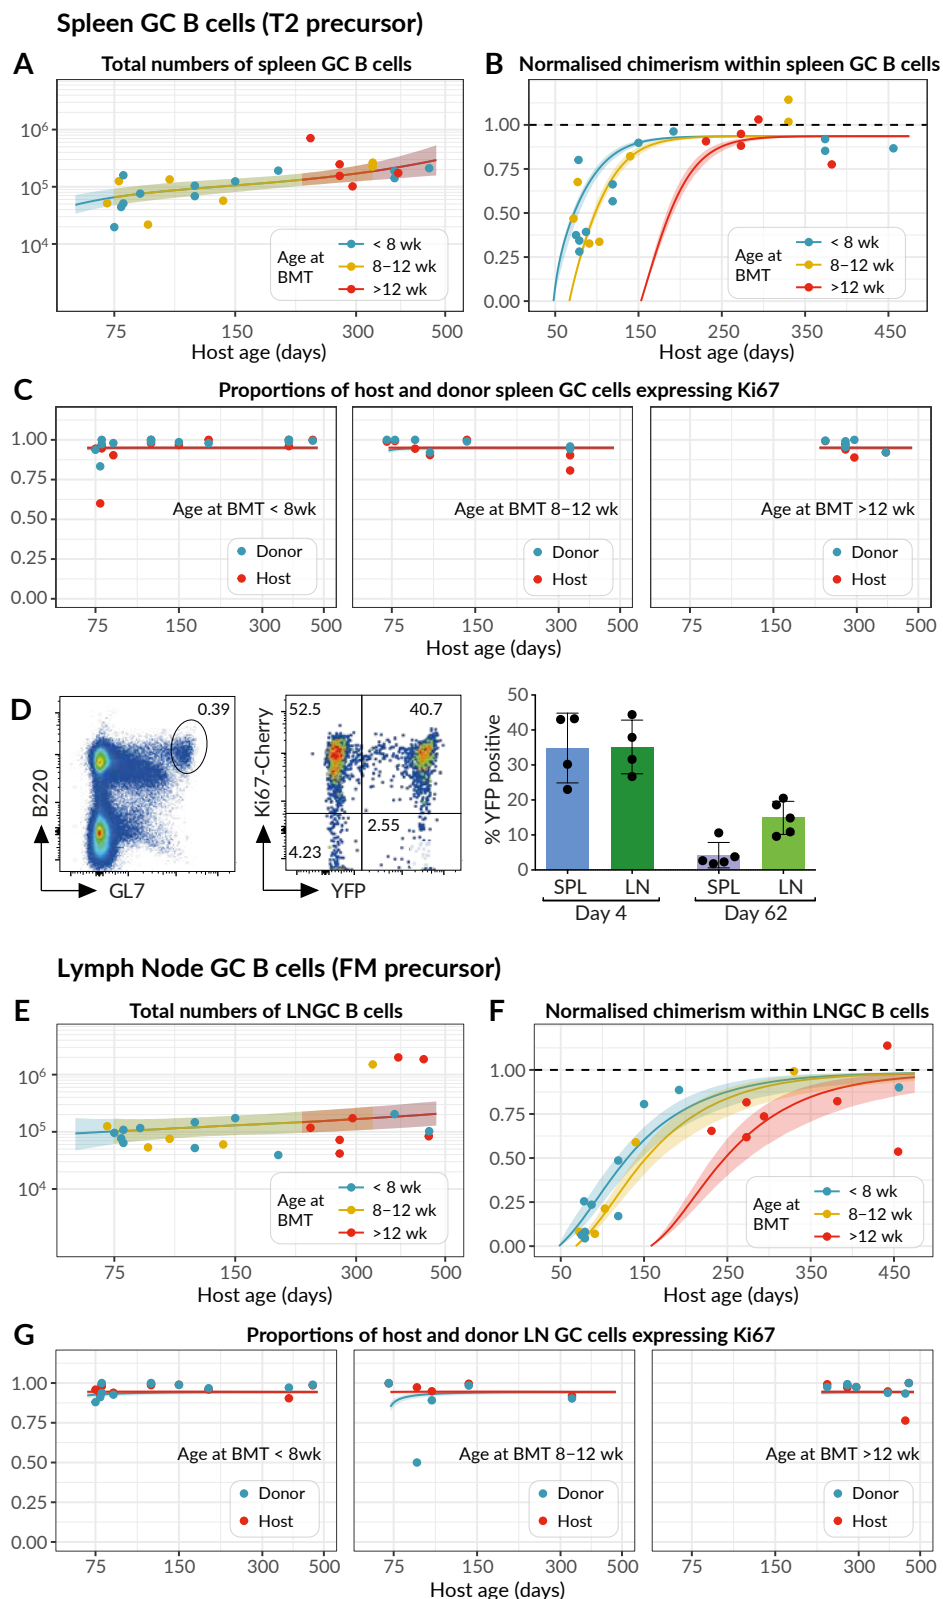 Spleen GC B cells (T2 precursor)
A
Total numbers of spleen GC B cells
10^6
10^5
10^4
Age at
BMT
< 8 wk
8–12 wk
>12 wk
75 150 300 500
Host age (days)
B
Normalised chimerism within spleen GC B cells
1.00
0.75
0.50
0.25
0.00
Age at
BMT
< 8 wk
8–12 wk
>12 wk
50 150 250 350 450
Host age (days)
C
Proportions of host and donor spleen GC cells expressing Ki67
1.00
0.75
0.50
0.25
0.00
Age at BMT < 8wk
Donor
Host
Age at BMT 8–12 wk
Donor
Host
Age at BMT >12 wk
Donor
Host
75 150 300 500 75 150 300 500 75 150 300 500
Host age (days)
D
0.39
B220
GL7
52.5 40.7
2.55
4.23
Ki67-Cherry
YFP
% YFP positive
50
40
30
20
10
0
SPL LN SPL LN
Day 4 Day 62
Lymph Node GC B cells (FM precursor)
E
Total numbers of LNGC B cells
10^6
10^5
10^4
Age at
BMT
< 8 wk
8–12 wk
>12 wk
75 150 300 500
Host age (days)
F
Normalised chimerism within LNGC B cells
1.00
0.75
0.50
0.25
0.00
Age at
BMT
< 8 wk
8–12 wk
>12 wk
50 150 250 350 450
Host age (days)
G
Proportions of host and donor LN GC cells expressing Ki67
1.00
0.75
0.50
0.25
0.00
Age at BMT < 8wk
Donor
Host
Age at BMT 8–12 wk
Donor
Host
Age at BMT >12 wk
Donor
Host
75 150 300 500 75 150 300 500 75 150 300 500
Host age (days)